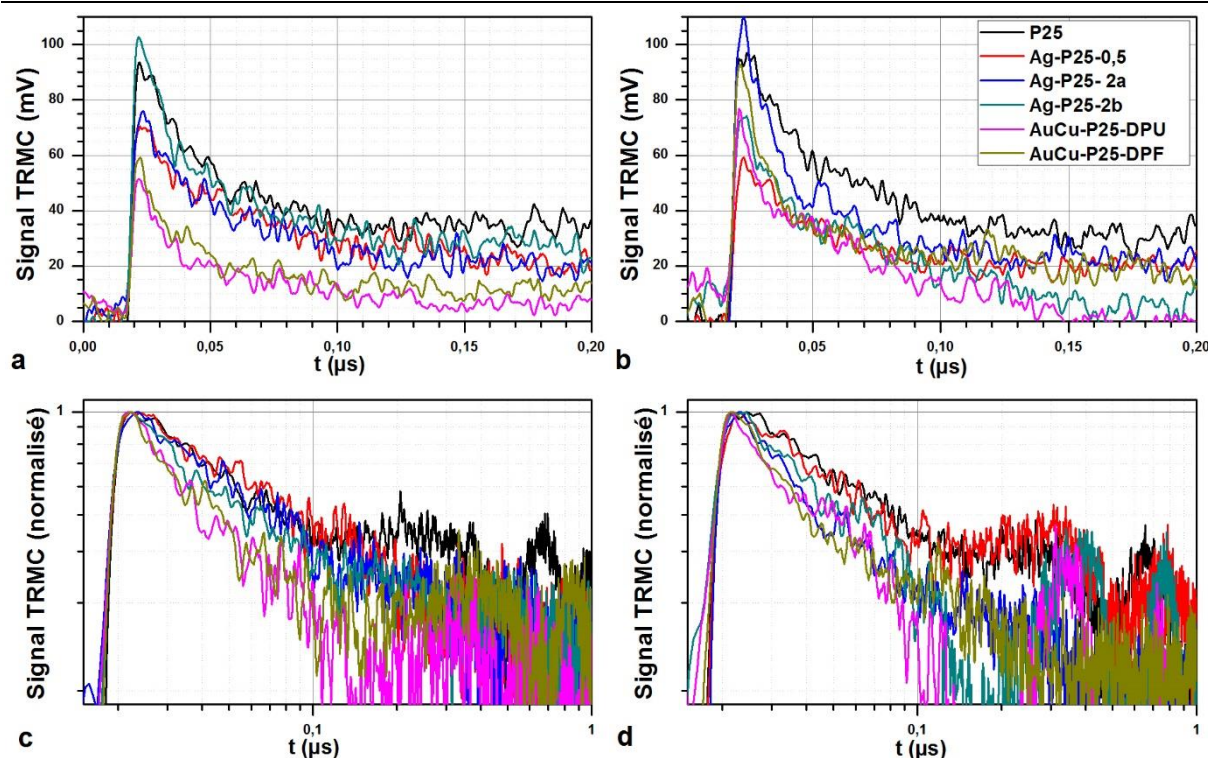 Signal TRMC (mV)
100
80
60
40
20
0
0,00
0,05
0,10
0,15
0,20
t (µs)
a
Signal TRMC (mV)
100
80
60
40
20
0
0,05
0,10
0,15
0,20
t (µs)
b
P25
Ag-P25-0,5
Ag-P25- 2a
Ag-P25-2b
AuCu-P25-DPU
AuCu-P25-DPF
Signal TRMC (normalisé)
1
0,1
1
t (µs)
c
Signal TRMC (normalisé)
1
0,1
1
t (µs)
d